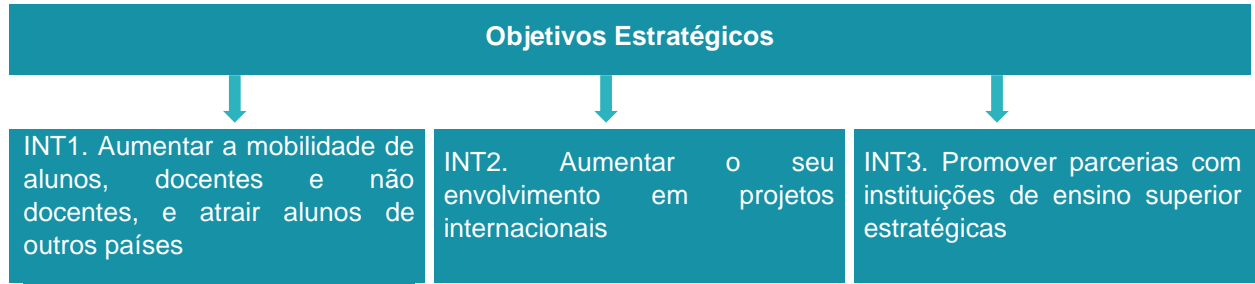 Objetivos Estratégicos
INT1. Aumentar a mobilidade de
alunos, docentes e não
docentes, e atrair alunos de
outros países
INT2. Aumentar o seu
envolvimento em projetos
internacionais
INT3. Promover parcerias com
instituições de ensino superior
estratégicas